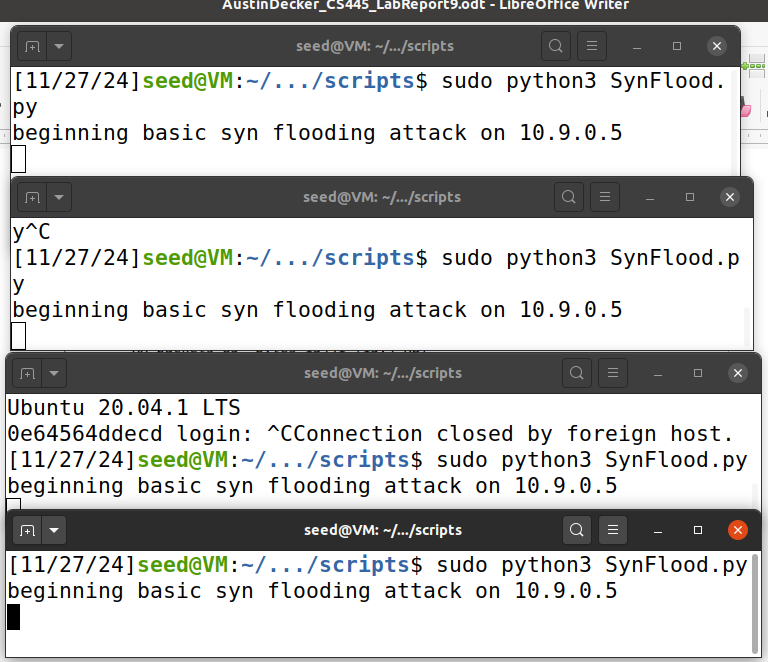 AustinDecker_CS445_LabReport9.odt - LibreOffice Writer
seed@VM: ~/.../scripts
[11/27/24]seed@VM:~/.../scripts$ sudo python3 SynFlood.
py
beginning basic syn flooding attack on 10.9.0.5
seed@VM: ~/.../scripts
y^C
[11/27/24]seed@VM:~/.../scripts$ sudo python3 SynFlood.p
y
beginning basic syn flooding attack on 10.9.0.5
seed@VM: ~/.../scripts
Ubuntu 20.04.1 LTS
0e64564ddecd login: ^CConnection closed by foreign host.
[11/27/24]seed@VM:~/.../scripts$ sudo python3 SynFlood.py
beginning basic syn flooding attack on 10.9.0.5
seed@VM: ~/.../scripts
[11/27/24]seed@VM:~/.../scripts$ sudo python3 SynFlood.py
beginning basic syn flooding attack on 10.9.0.5